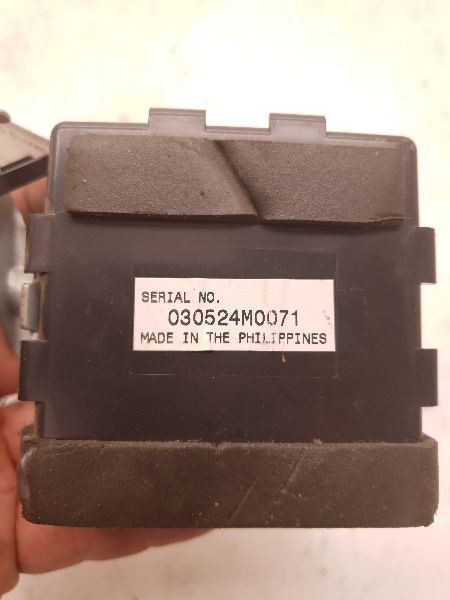 SERIAL NO.
030524M0071
MADE IN THE PHILIPPINES